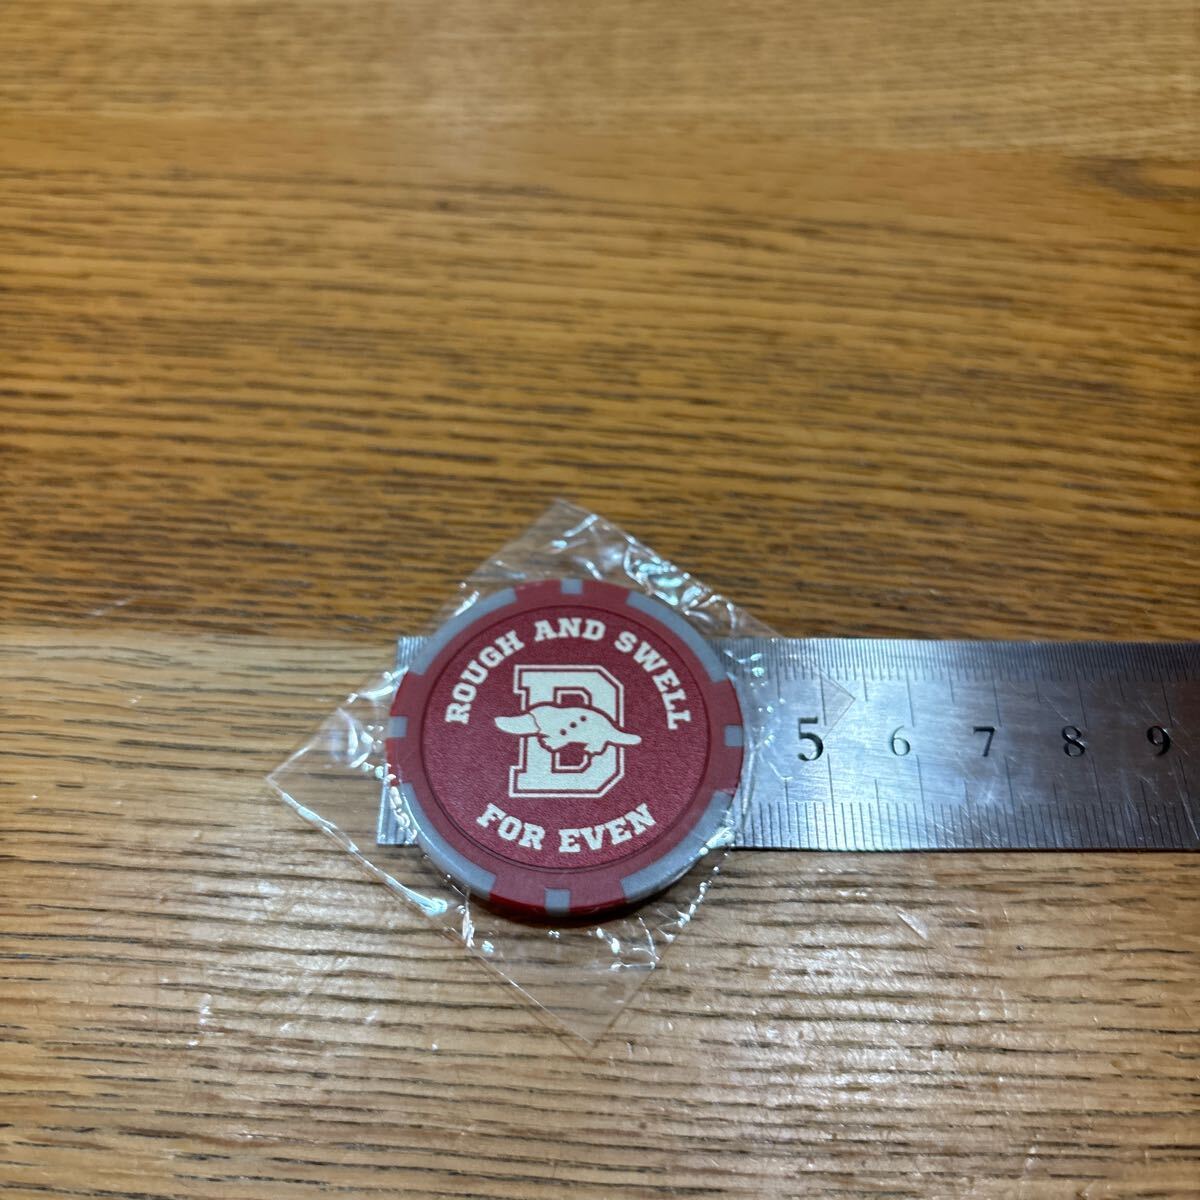 ROUGH AND SWELL
D
FOR EVEN
5 6 7 8 9